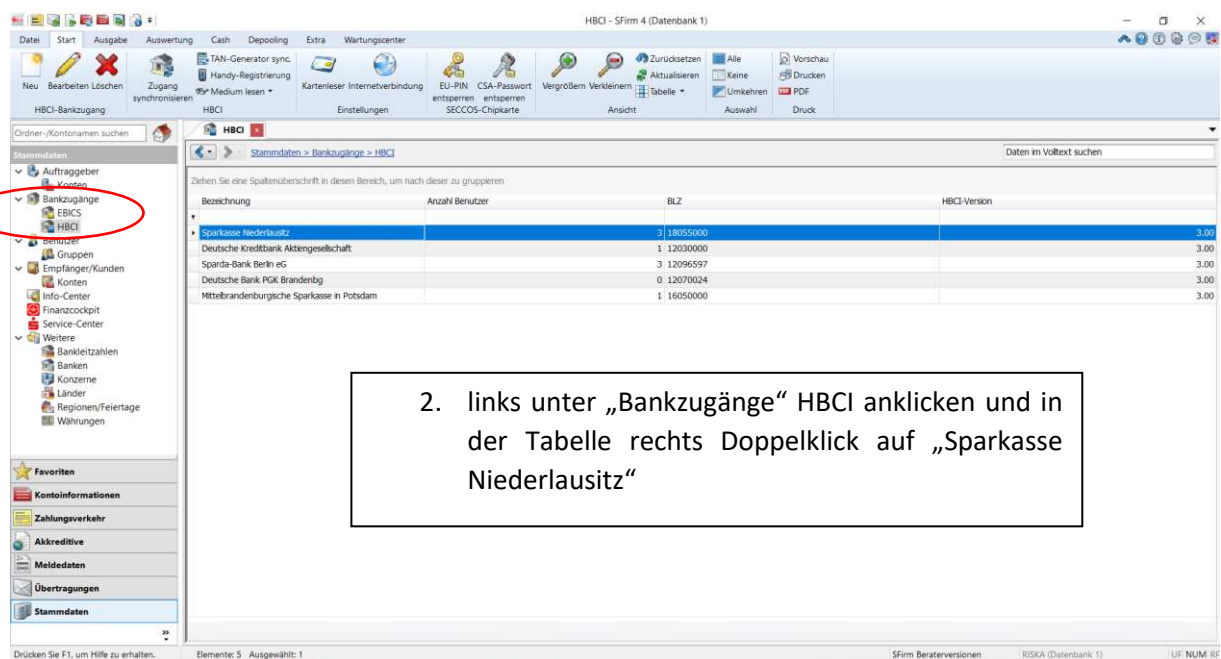 HBCI - SFirm 4 (Datenbank 1)
Datei Start Ausgabe Auswertung Cash Depooling Extra Wartungscenter
Neu Bearbeiten Löschen
HBCI-Bankzugang
Zugang synchronisieren
TAN-Generator sync.
Handy-Registrierung
Medium lesen
HBCI
Kartenleser Internetverbindung
Einstellungen
EU-PIN entsperren
CSA-Passwort entsperren
SECCOS-Chipkarte
Vergrößern Verkleinern
Zurücksetzen
Aktualisieren
Tabelle
Ansicht
Alle
Keine
Umkehren
Auswahl
Vorschau
Drucken
PDF
Druck
Ordner-/Kontonamen suchen
Stammdaten
Auftraggeber
Konten
Bankzugänge
EBICS
HBCI
Benutzer
Gruppen
Empfänger/Kunden
Konten
Info-Center
Finanzcockpit
Service-Center
Weitere
Bankleitzahlen
Banken
Konzerne
Länder
Regionen/Feiertage
Währungen
Favoriten
Kontoinformationen
Zahlungsverkehr
Akkreditive
Meldedaten
Übertragungen
Stammdaten
HBCI
Stammdaten > Bankzugänge > HBCI
Daten im Volltext suchen
Ziehen Sie eine Spaltenüberschrift in diesen Bereich, um nach dieser zu gruppieren
Bezeichnung Anzahl Benutzer BLZ HBCI-Version
Sparkasse Niederlausitz 3 18055000 3.00
Deutsche Kreditbank Aktiengesellschaft 1 12030000 3.00
Sparda-Bank Berlin eG 3 12096597 3.00
Deutsche Bank PGK Brandenbg 0 12070024 3.00
Mittelbrandenburgische Sparkasse in Potsdam 1 16050000 3.00
2. links unter „Bankzugänge“ HBCI anklicken und in
der Tabelle rechts Doppelklick auf „Sparkasse
Niederlausitz“
Drücken Sie F1, um Hilfe zu erhalten. Elemente: 5 Ausgewählt: 1 SFirm Beraterversionen RISKA (Datenbank 1) UF NUM RF